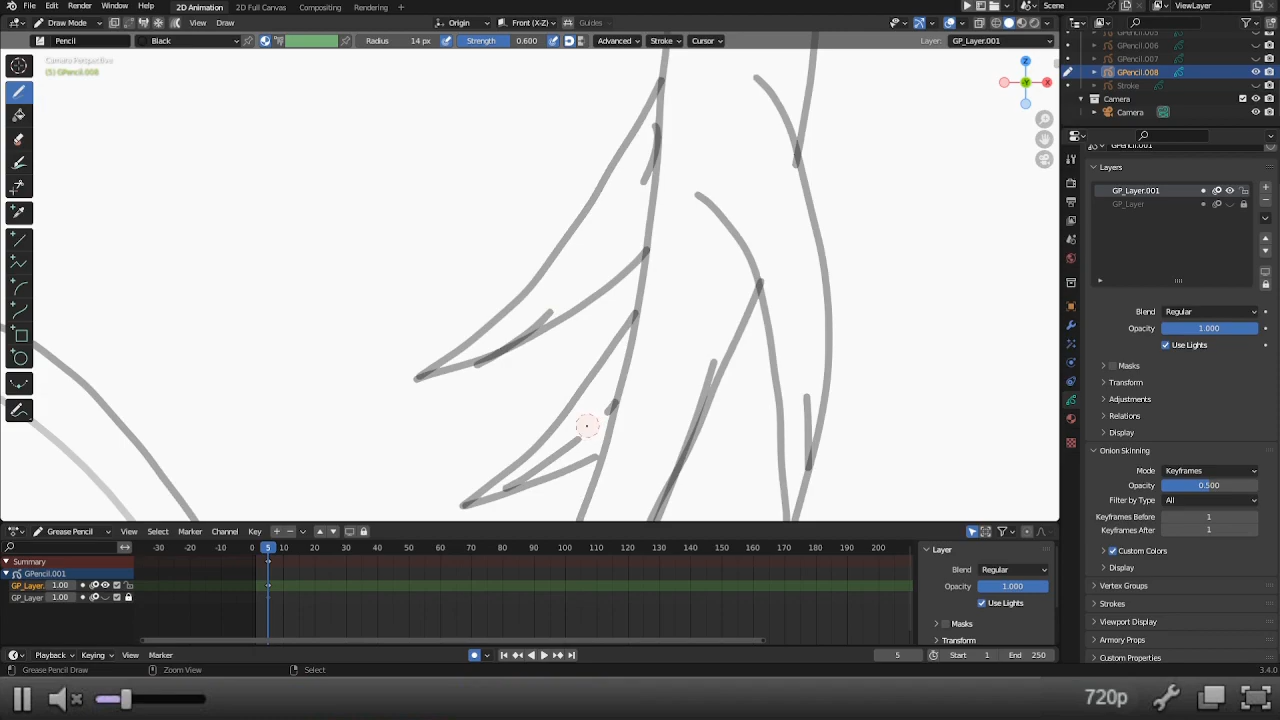 File Edit Render Window Help 2D Animation 2D Full Canvas Compositing Rendering Scene ViewLayer
Draw Mode View Draw Origin Front (X-Z) Guides
Pencil Black Radius 14 px Strength 0.600 Advanced Stroke Cursor Layer: GP_Layer.001
Camera Perspective
(5) GPencil.008
Z
X
-Y
GPencil.006
GPencil.007
GPencil.008
Stroke
Camera
Camera
GPencil.001
Layers
GP_Layer.001
GP_Layer
Blend Regular
Opacity 1.000
Use Lights
Masks
Transform
Adjustments
Relations
Display
Onion Skinning
Mode Keyframes
Opacity 0.500
Filter by Type All
Keyframes Before 1
Keyframes After 1
Custom Colors
Display
Vertex Groups
Strokes
Viewport Display
Armory Props
Custom Properties
Grease Pencil View Select Marker Channel Key
-30 -20 -10 0 5 10 20 30 40 50 60 70 80 90 100 110 120 130 140 150 160 170 180 190 200
Summary
GPencil.001
GP_Layer. 1.00
GP_Layer 1.00
Layer
Blend Regular
Opacity 1.000
Use Lights
Masks
Transform
Playback Keying View Marker 5 Start 1 End 250
Grease Pencil Draw Zoom View Select 3.4.0
720p